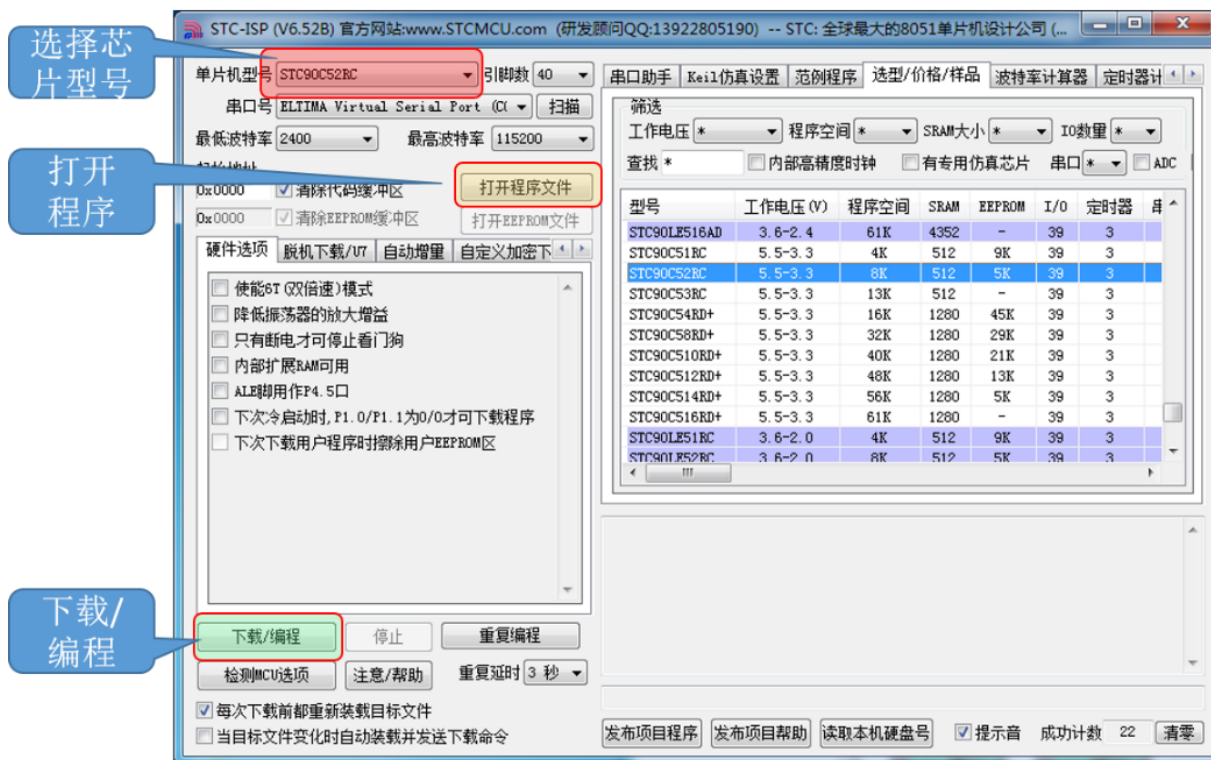 选择芯
片型号
打开
程序
下载/
编程
STC-ISP (V6.52B) 官方网站:www.STCMCU.com (研发顾问QQ:13922805190) -- STC: 全球最大的8051单片机设计公司 (...
单片机型号 STC90C52RC 引脚数 40
串口号 ELTIMA Virtual Serial Port (C 扫描
最低波特率 2400 最高波特率 115200
0x0000 清除代码缓冲区 打开程序文件
0x0000 清除EEPROM缓冲区 打开EEPROM文件
硬件选项 脱机下载/U7 自动增量 自定义加密下
使能6T(双倍速)模式
降低振荡器的放大增益
只有断电才可停止看门狗
内部扩展RAM可用
ALE脚用作P4.5口
下次冷启动时,P1.0/P1.1为0/0才可下载程序
下次下载用户程序时擦除用户EEPROM区
下载/编程 停止 重复编程
检测MCU选项 注意/帮助 重复延时 3 秒
每次下载前都重新装载目标文件
当目标文件变化时自动装载并发送下载命令
串口助手 Keil仿真设置 范例程序 选型/价格/样品 波特率计算器 定时器计
筛选
工作电压 * 程序空间 * SRAM大小 * IO数量 *
查找 * 内部高精度时钟 有专用仿真芯片 串口 * ADC
型号 工作电压(V) 程序空间 SRAM EEPROM I/O 定时器
STC90LE516AD 3.6-2.4 61K 4352 - 39 3
STC90C51RC 5.5-3.3 4K 512 9K 39 3
STC90C52RC 5.5-3.3 8K 512 5K 39 3
STC90C53RC 5.5-3.3 13K 512 - 39 3
STC90C54RD+ 5.5-3.3 16K 1280 45K 39 3
STC90C58RD+ 5.5-3.3 32K 1280 29K 39 3
STC90C510RD+ 5.5-3.3 40K 1280 21K 39 3
STC90C512RD+ 5.5-3.3 48K 1280 13K 39 3
STC90C514RD+ 5.5-3.3 56K 1280 5K 39 3
STC90C516RD+ 5.5-3.3 61K 1280 - 39 3
STC90LE51RC 3.6-2.0 4K 512 9K 39 3
STC90LE52RC 3.6-2.0 8K 512 5K 39 3
发布项目程序 发布项目帮助 读取本机硬盘号 提示音 成功计数 22 清零